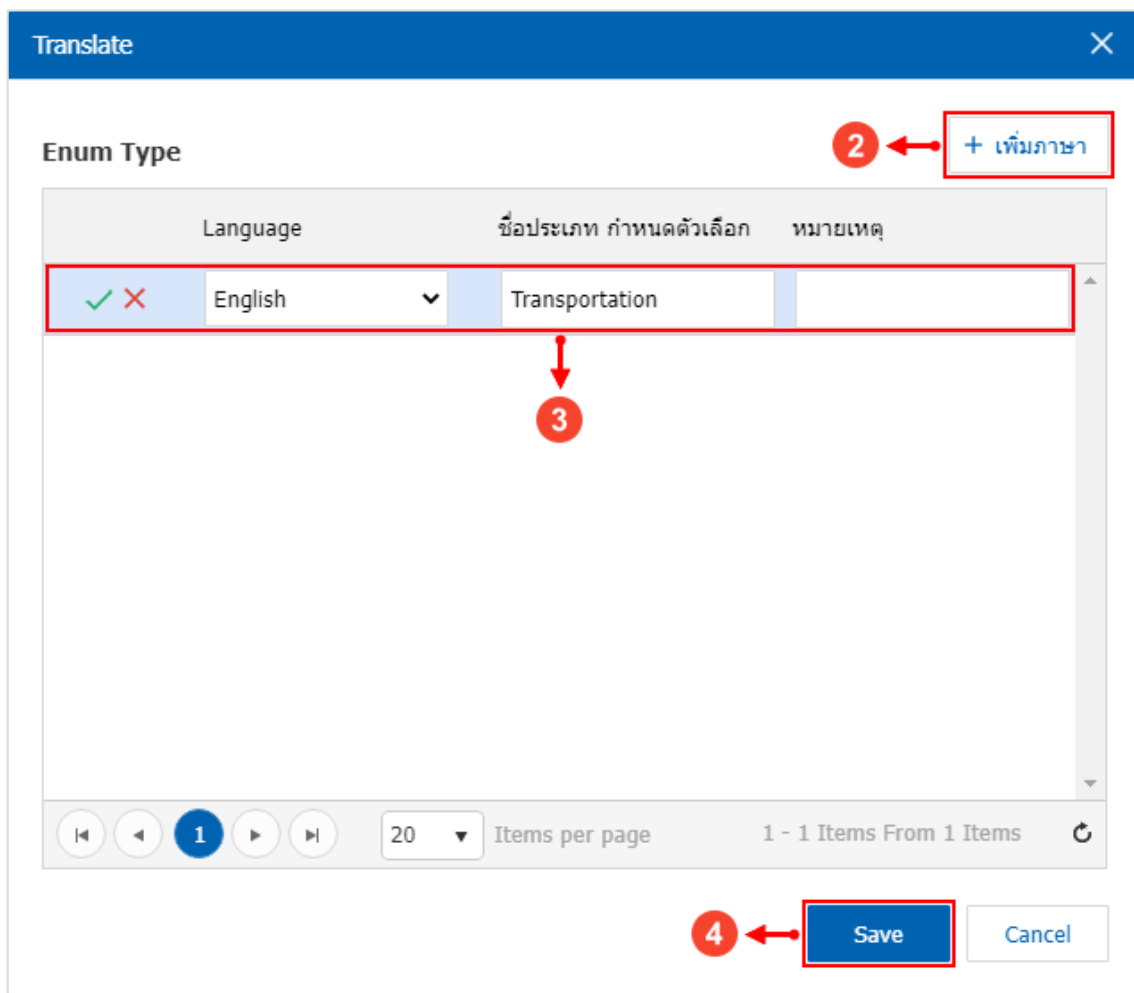 Translate
Enum Type
2
+ เพิ่มภาษา
Language ชื่อประเภท กำหนดตัวเลือก หมายเหตุ
English Transportation
3
1 20 Items per page 1 - 1 Items From 1 Items
4 Save Cancel